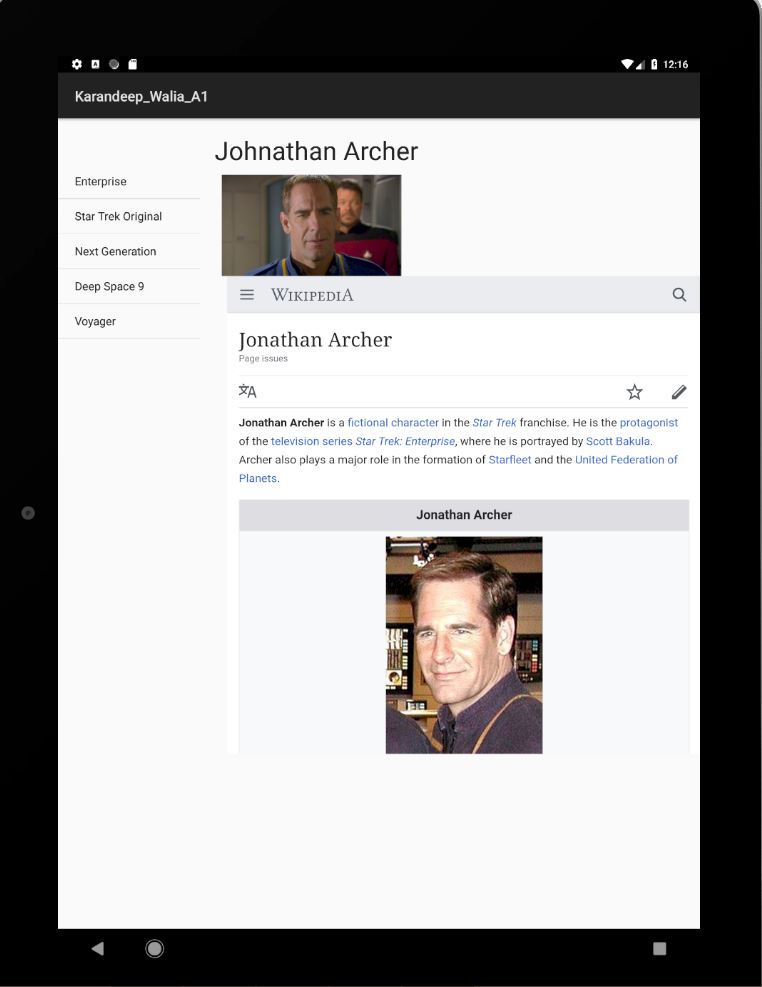 12:16
Karandeep_Walia_A1
Johnathan Archer
Enterprise
Star Trek Original
Next Generation
Deep Space 9
Voyager
WIKIPEDIA
Jonathan Archer
Page issues
Jonathan Archer is a fictional character in the Star Trek franchise. He is the protagonist
of the television series Star Trek: Enterprise, where he is portrayed by Scott Bakula.
Archer also plays a major role in the formation of Starfleet and the United Federation of
Planets.
Jonathan Archer